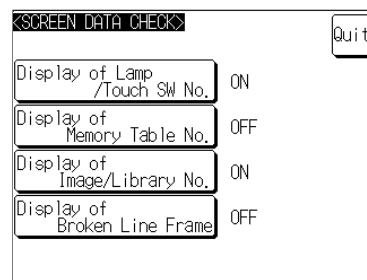 <SCREEN DATA CHECK>
Quit
Display of Lamp
/Touch SW No.
ON
Display of
Memory Table No.
OFF
Display of
Image/Library No.
ON
Display of
Broken Line Frame
OFF